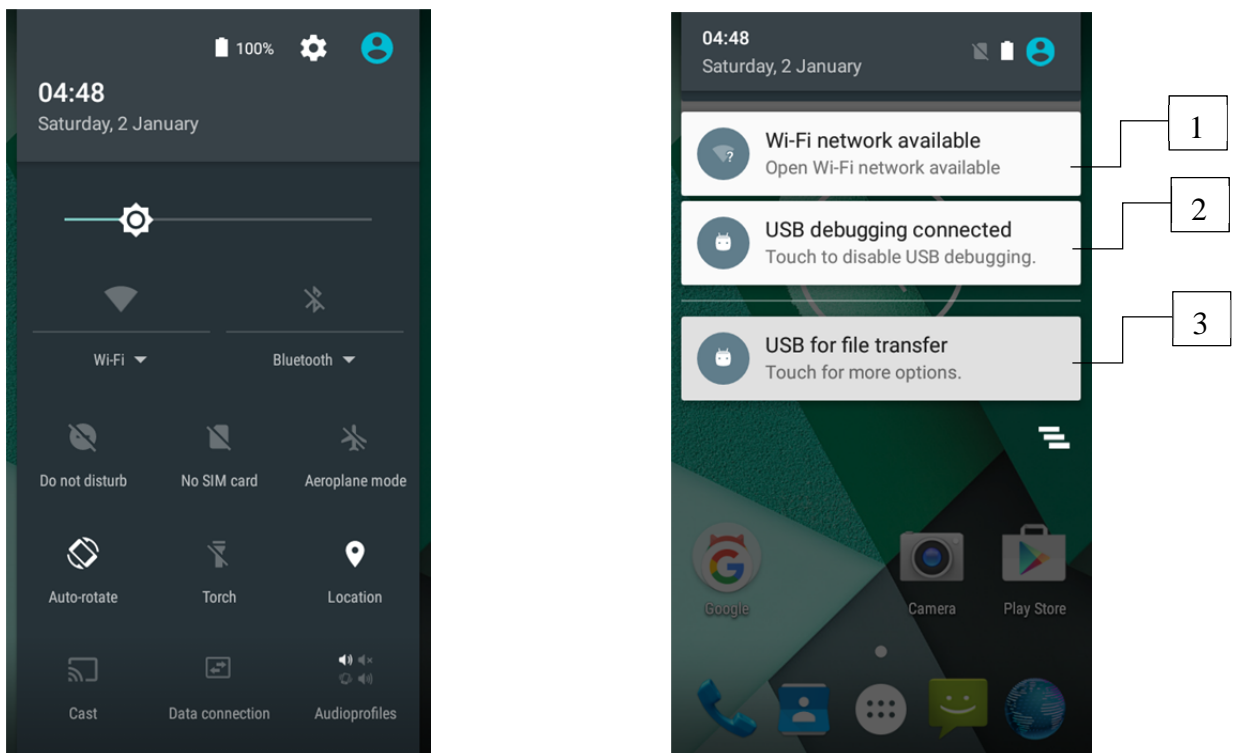 100%
04:48
Saturday, 2 January
Wi-Fi
Bluetooth
Do not disturb
No SIM card
Aeroplane mode
Auto-rotate
Torch
Location
Cast
Data connection
Audioprofiles
04:48
Saturday, 2 January
Wi-Fi network available
Open Wi-Fi network available
1
USB debugging connected
Touch to disable USB debugging.
2
USB for file transfer
Touch for more options.
3
Google
Camera
Play Store